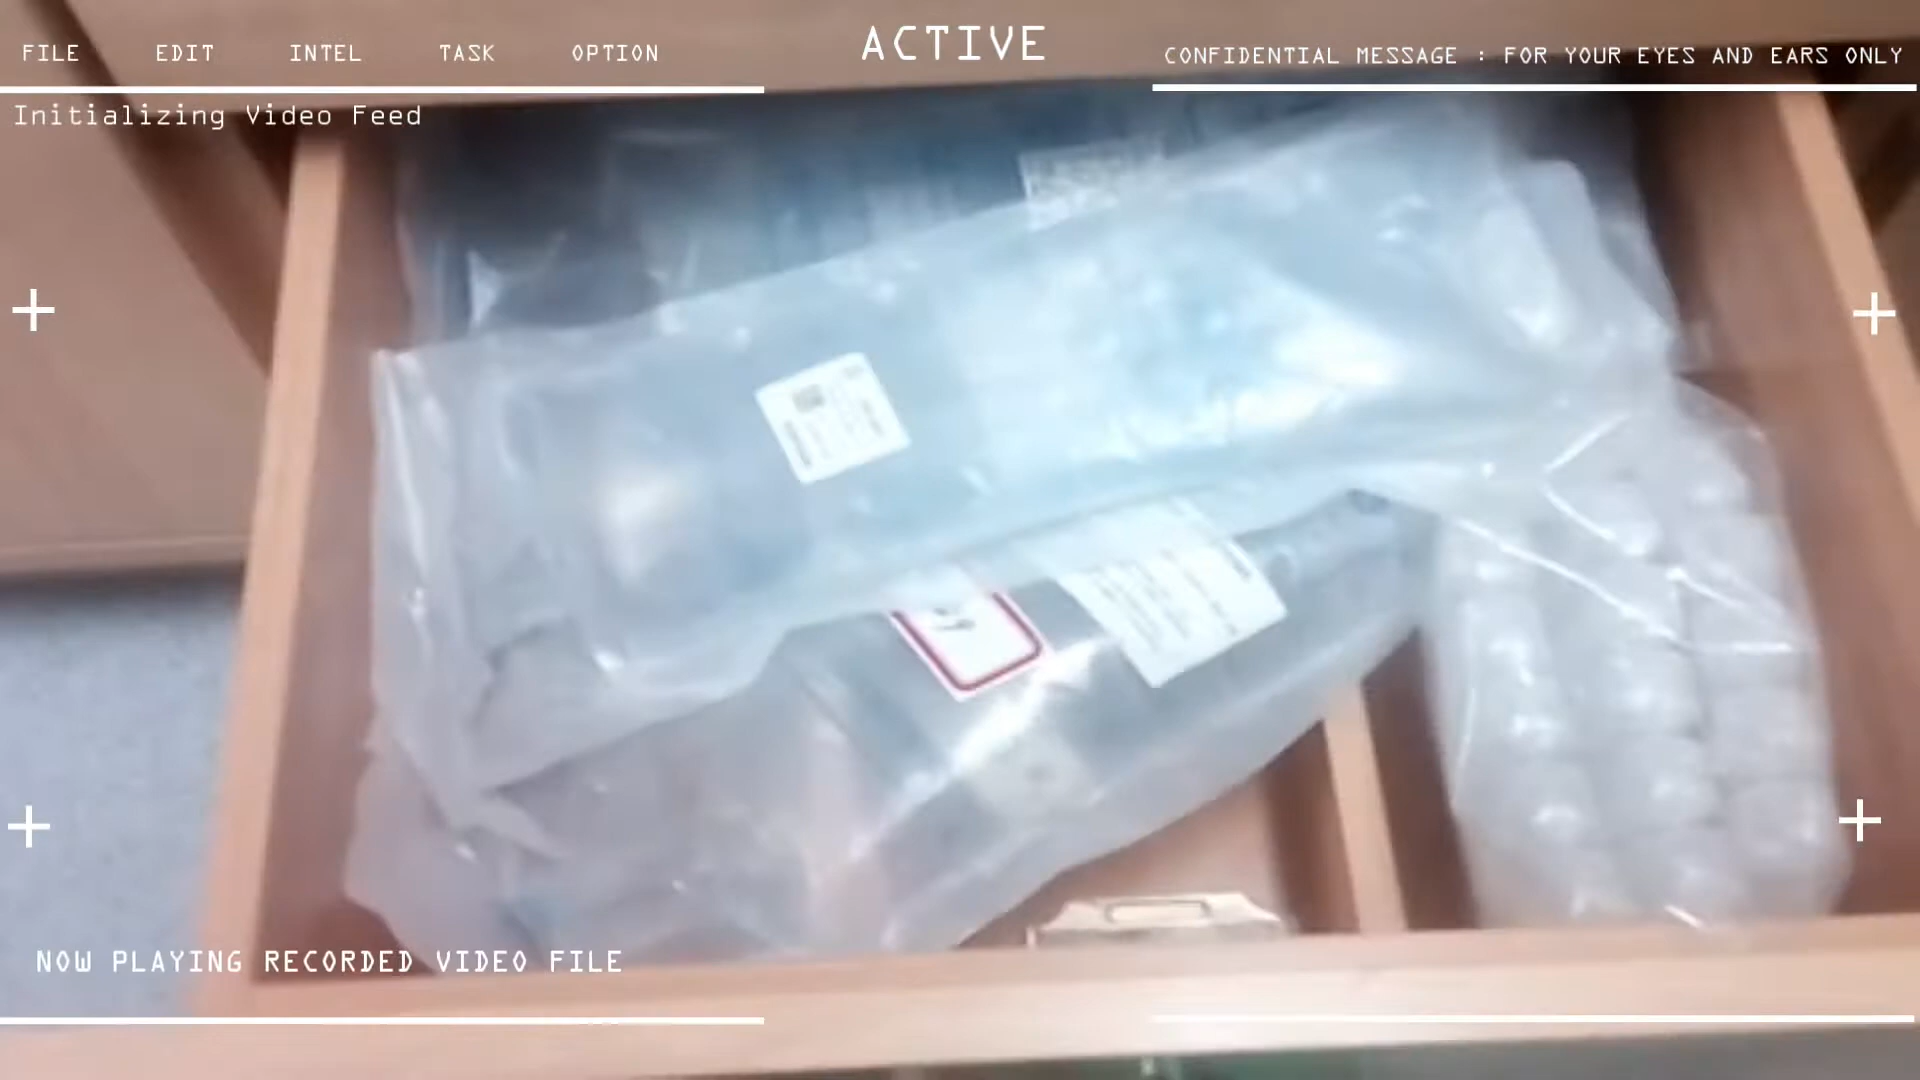 FILE EDIT INTEL TASK OPTION
ACTIVE
CONFIDENTIAL MESSAGE : FOR YOUR EYES AND EARS ONLY
Initializing Video Feed
NOW PLAYING RECORDED VIDEO FILE